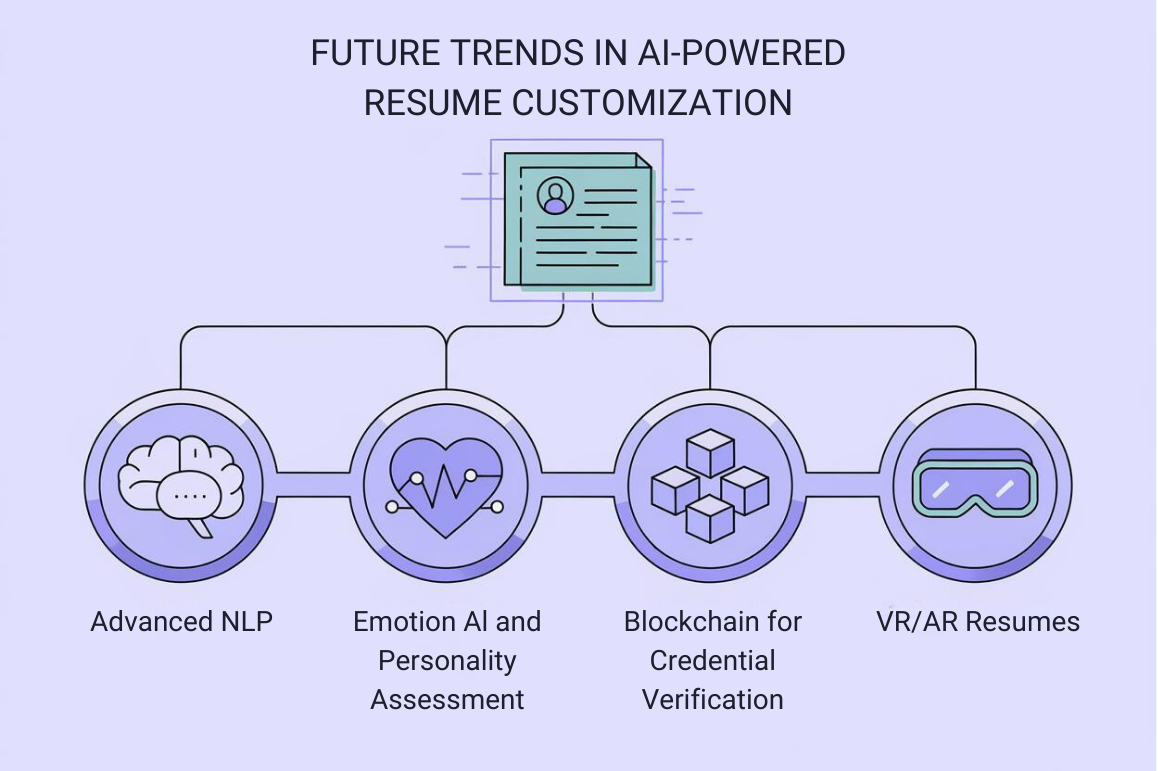 FUTURE TRENDS IN AI-POWERED
RESUME CUSTOMIZATION
Advanced NLP
Emotion Al and
Personality
Assessment
Blockchain for
Credential
Verification
VR/AR Resumes